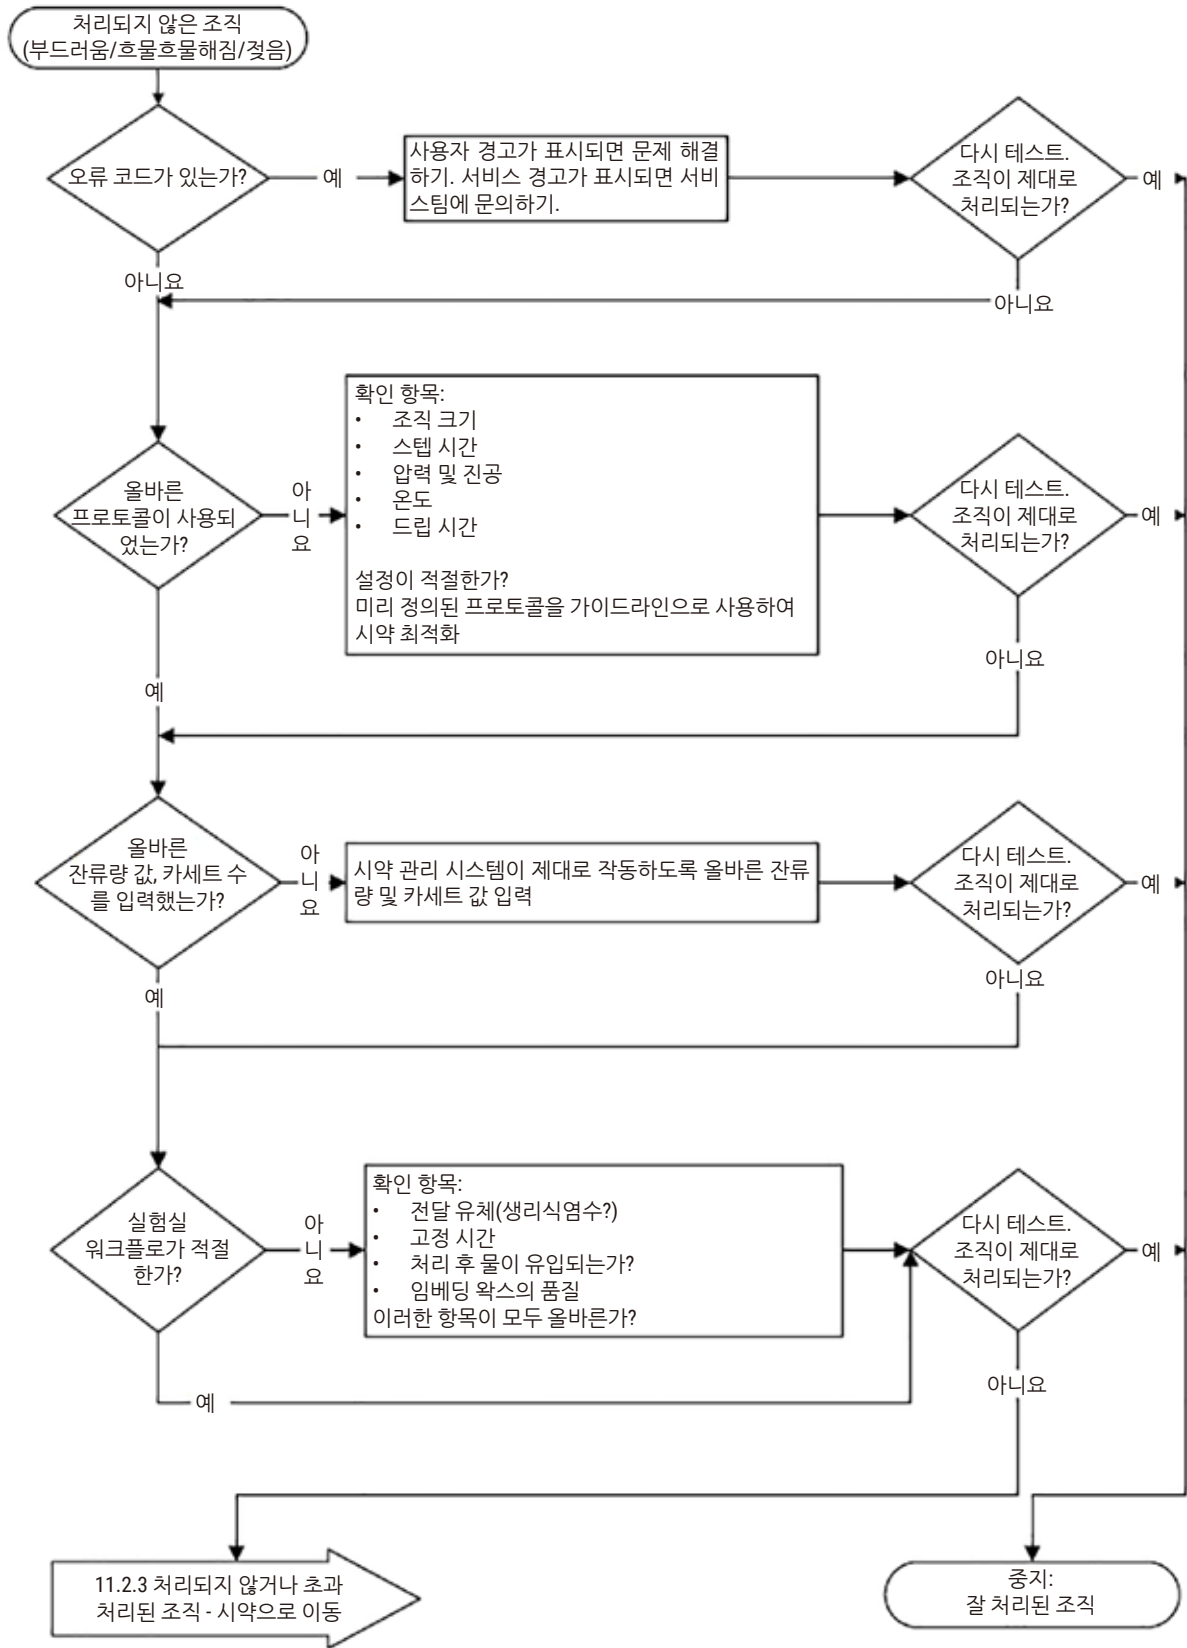 처리되지 않은 조직
(부드러움/흐물흐물해짐/젖음)
오류 코드가 있는가?
예
사용자 경고가 표시되면 문제 해결
하기. 서비스 경고가 표시되면 서비
스팀에 문의하기.
다시 테스트.
조직이 제대로
처리되는가?
예
아니요
아니요
올바른
프로토콜이 사용되
었는가?
아
니
요
확인 항목:
• 조직 크기
• 스텝 시간
• 압력 및 진공
• 온도
• 드립 시간
설정이 적절한가?
미리 정의된 프로토콜을 가이드라인으로 사용하여
시약 최적화
다시 테스트.
조직이 제대로
처리되는가?
예
아니요
예
올바른
잔류량 값, 카세트 수
를 입력했는가?
아
니
요
시약 관리 시스템이 제대로 작동하도록 올바른 잔류
량 및 카세트 값 입력
다시 테스트.
조직이 제대로
처리되는가?
예
아니요
예
실험실
워크플로가 적절
한가?
아
니
요
확인 항목:
• 전달 유체(생리식염수?)
• 고정 시간
• 처리 후 물이 유입되는가?
• 임베딩 왁스의 품질
이러한 항목이 모두 올바른가?
다시 테스트.
조직이 제대로
처리되는가?
예
아니요
예
11.2.3 처리되지 않거나 초과
처리된 조직 - 시약으로 이동
중지:
잘 처리된 조직